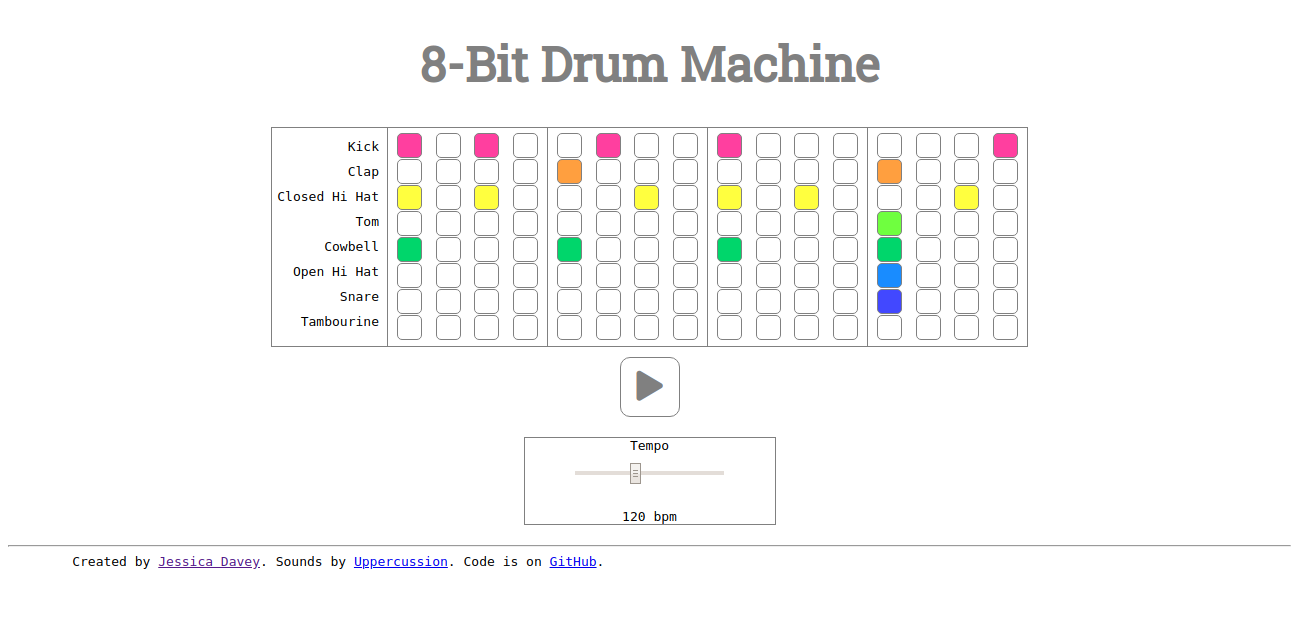 8-Bit Drum Machine
Kick
Clap
Closed Hi Hat
Tom
Cowbell
Open Hi Hat
Snare
Tambourine
Tempo
120 bpm
Created by Jessica Davey. Sounds by Uppercussion. Code is on GitHub.